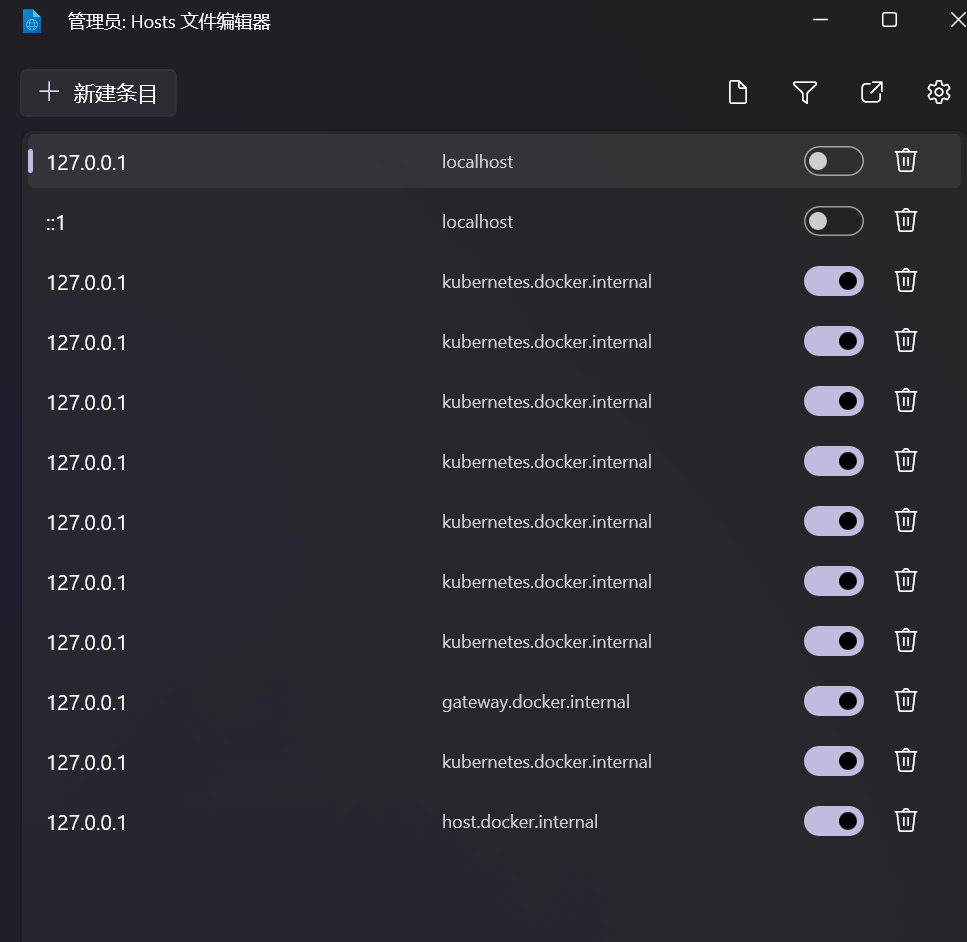 管理员: Hosts 文件编辑器
新建条目
127.0.0.1 localhost
::1 localhost
127.0.0.1 kubernetes.docker.internal
127.0.0.1 kubernetes.docker.internal
127.0.0.1 kubernetes.docker.internal
127.0.0.1 kubernetes.docker.internal
127.0.0.1 kubernetes.docker.internal
127.0.0.1 kubernetes.docker.internal
127.0.0.1 kubernetes.docker.internal
127.0.0.1 gateway.docker.internal
127.0.0.1 kubernetes.docker.internal
127.0.0.1 host.docker.internal